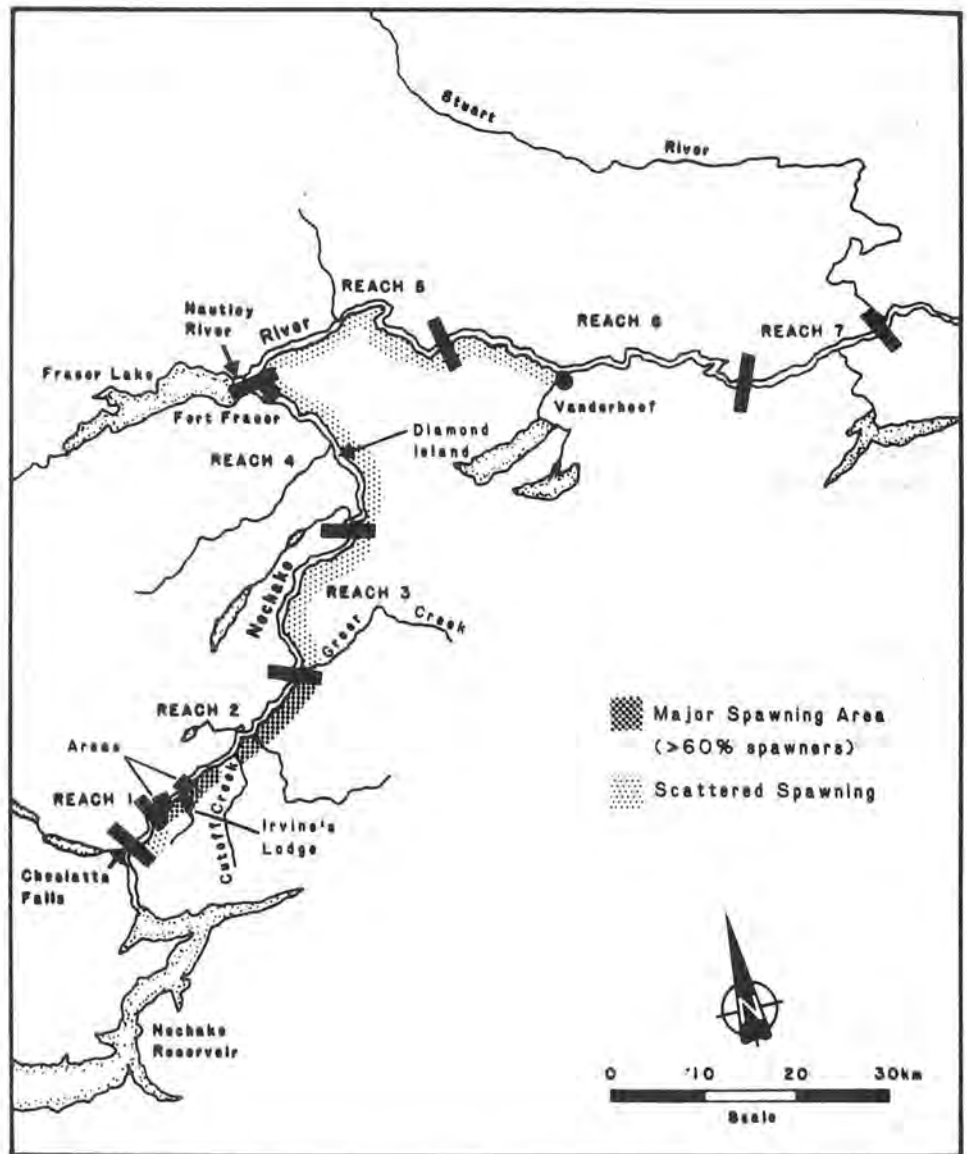 Stuart
River
REACH 5
Nautley
River
River
REACH 6
REACH 7
Fraser Lake
Fort Fraser
Vanderhoof
Diamond
Island
REACH 4
Nechako
REACH 3
Greer
Creek
REACH 2
Areas
REACH 1
Major Spawning Area
(>60% spawners)
Scattered Spawning
Irvine's
Lodge
Cutoff Creek
Cheslatta
Falls
N
Nechako
Reservoir
0 10 20 30km
Scale